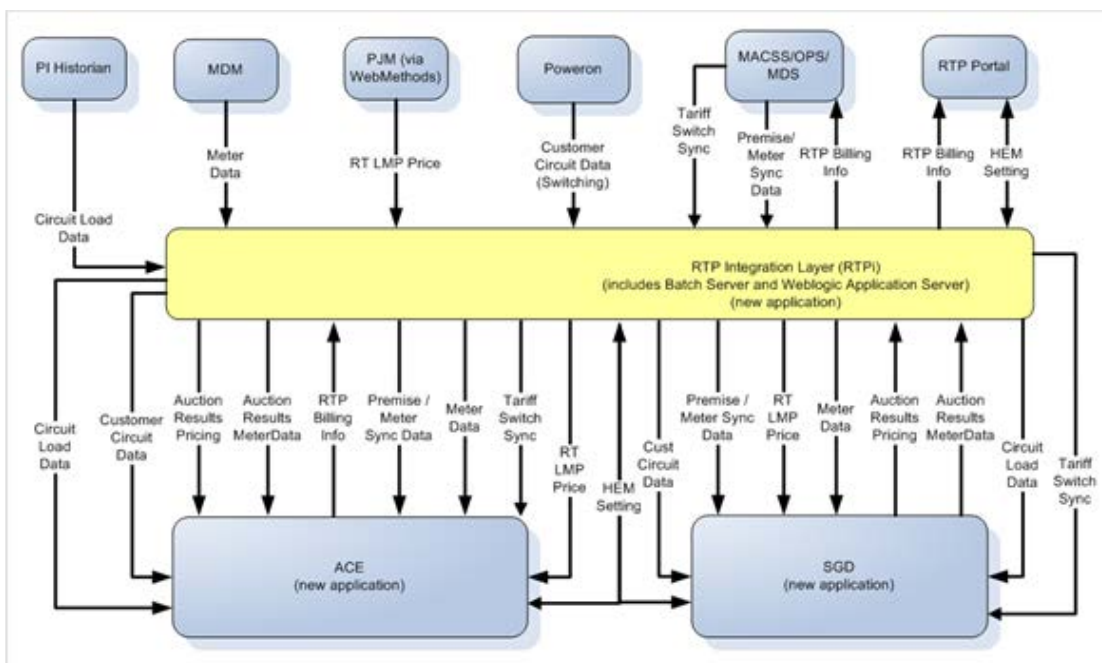 PI Historian
MDM
PJM (via
WebMethods)
Poweron
MACSS/OPS/
MDS
RTP Portal
Circuit Load
Data
Meter
Data
RT LMP Price
Customer
Circuit Data
(Switching)
Tariff
Switch
Sync
Premise/
Meter
Sync
Data
RTP Billing
Info
RTP Billing
Info
HEM
Setting
RTP Integration Layer (RTPi)
(includes Batch Server and Weblogic Application Server)
(new application)
Circuit
Load
Data
Customer
Circuit
Data
Auction
Results
Pricing
Auction
Results
MeterData
RTP
Billing
Info
Premise /
Meter
Sync Data
Meter
Data
Tariff
Switch
Sync
RT
LMP
Price
HEM
Setting
Cust
Circuit
Data
Premise /
Meter Sync
Data
RT
LMP
Price
Meter
Data
Auction
Results
Pricing
Auction
Results
MeterData
Circuit
Load
Data
Tariff
Switch
Sync
ACE
(new application)
SGD
(new application)